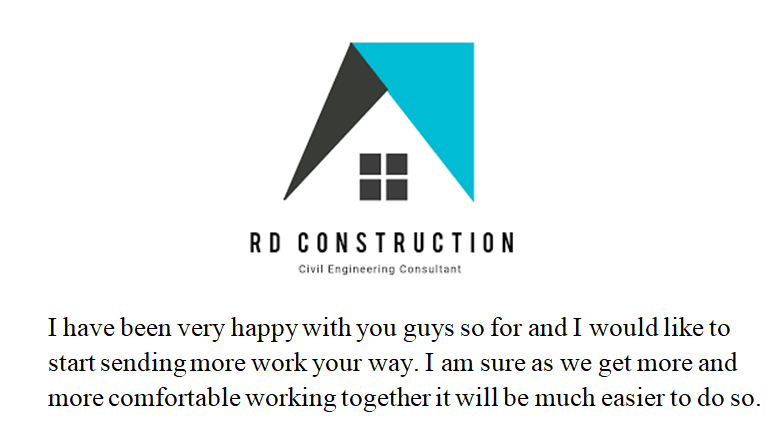 RD CONSTRUCTION
Civil Engineering Consultant
I have been very happy with you guys so for and I would like to
start sending more work your way. I am sure as we get more and
more comfortable working together it will be much easier to do so.